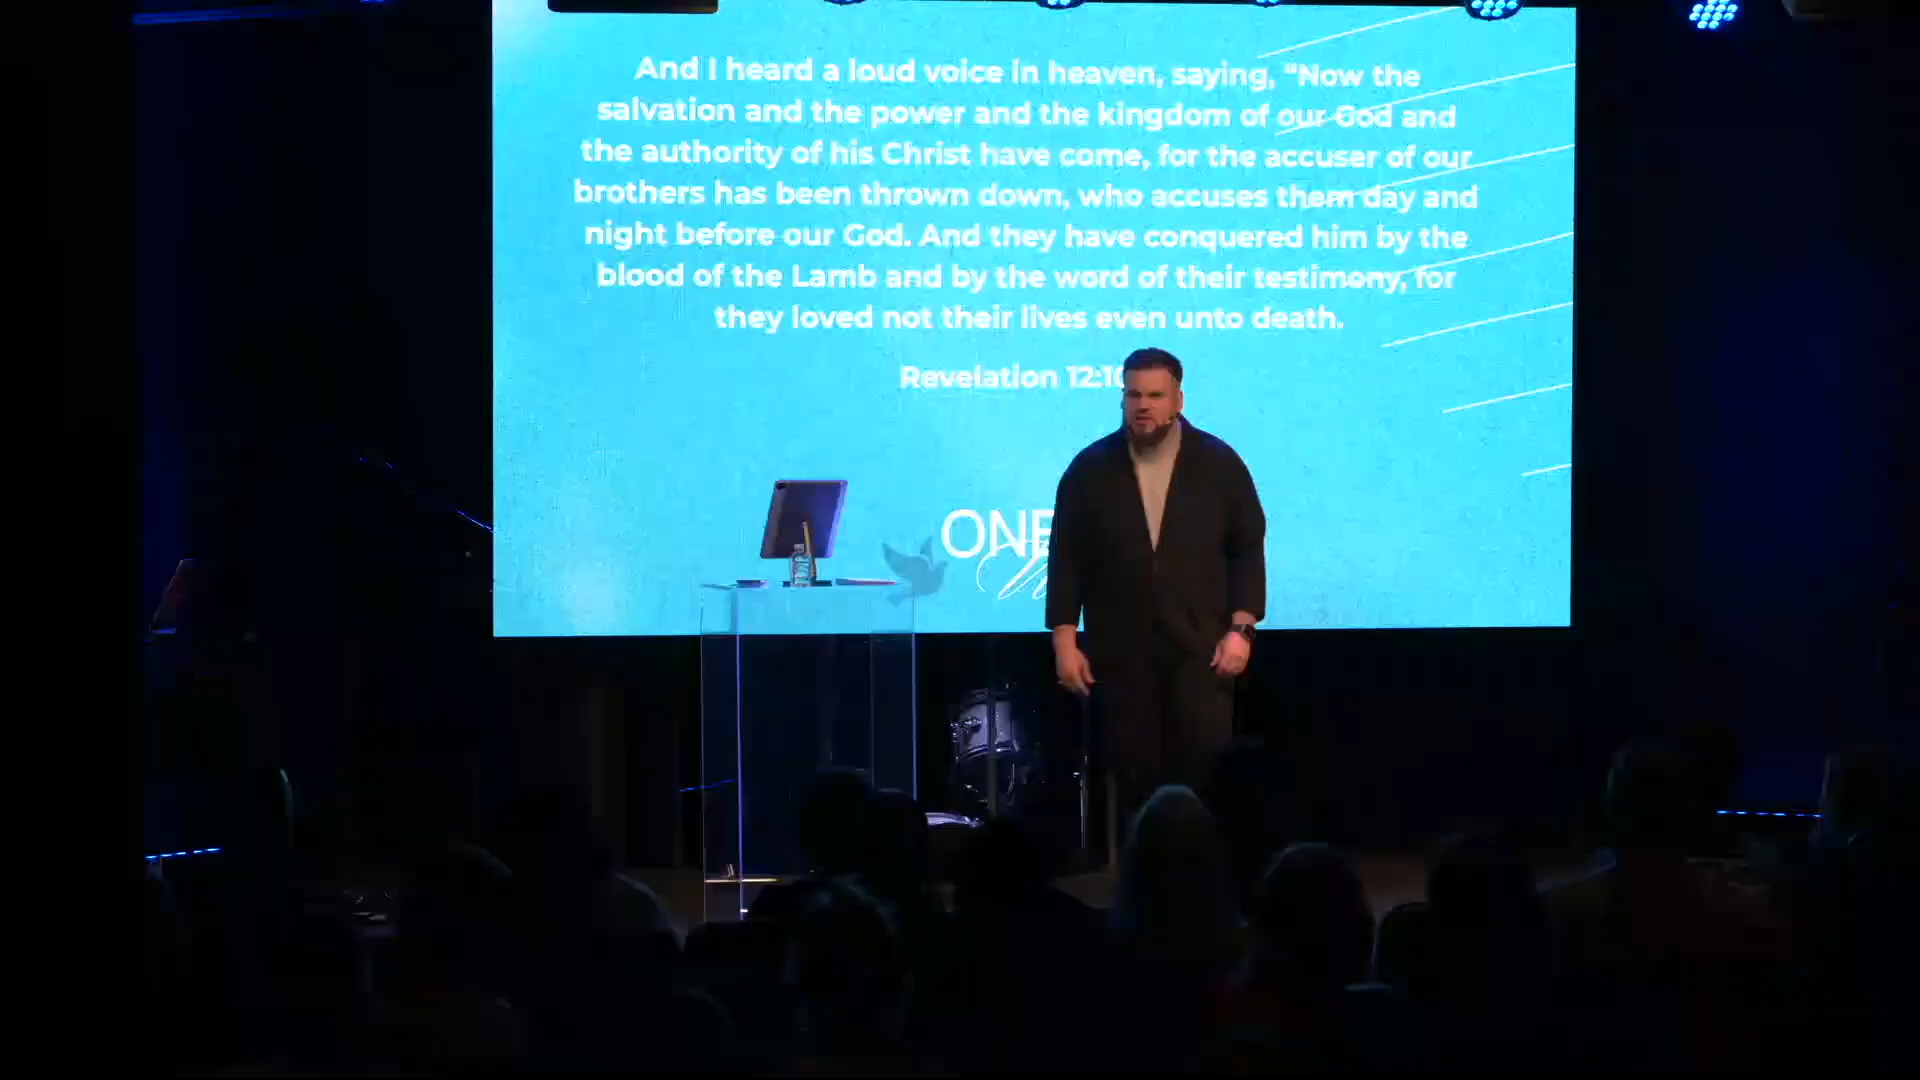 And I heard a loud voice in heaven, saying, “Now the
salvation and the power and the kingdom of our God and
the authority of his Christ have come, for the accuser of our
brothers has been thrown down, who accuses them day and
night before our God. And they have conquered him by the
blood of the Lamb and by the word of their testimony, for
they loved not their lives even unto death.
Revelation 12:10
ONE